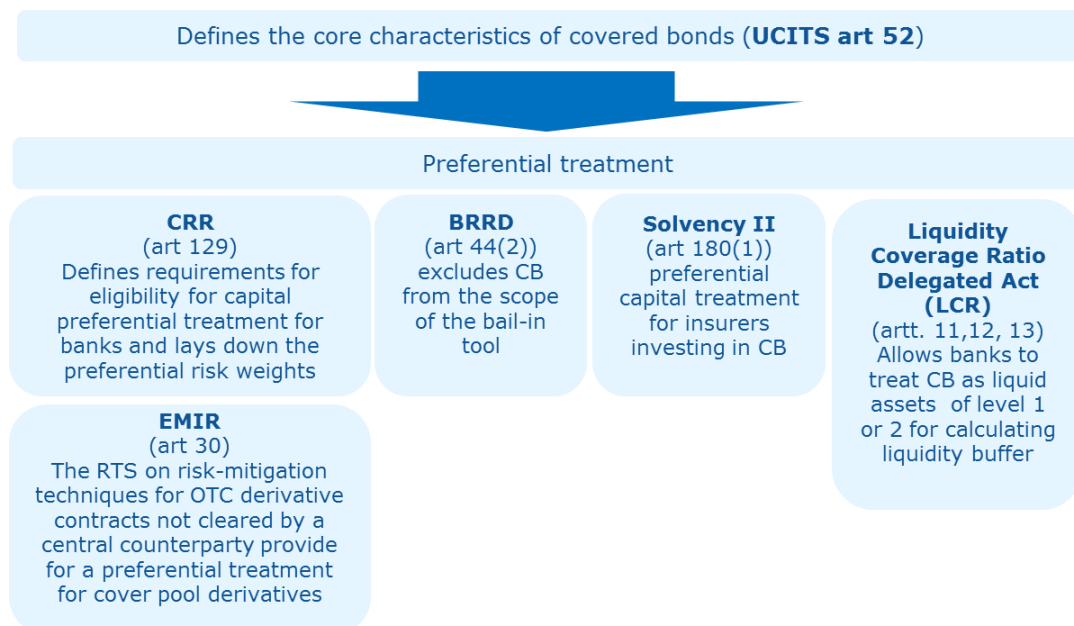 Defines the core characteristics of covered bonds (UCITS art 52)
Preferential treatment
CRR
(art 129)
Defines requirements for
eligibility for capital
preferential treatment for
banks and lays down the
preferential risk weights
BRRD
(art 44(2))
excludes CB
from the scope
of the bail-in
tool
Solvency II
(art 180(1))
preferential
capital treatment
for insurers
investing in CB
Liquidity
Coverage Ratio
Delegated Act
(LCR)
(artt. 11,12, 13)
Allows banks to
treat CB as liquid
assets  of level 1
or 2 for calculating
liquidity buffer
EMIR
(art 30)
The RTS on risk-mitigation
techniques for OTC derivative
contracts not cleared by a
central counterparty provide
for a preferential treatment
for cover pool derivatives